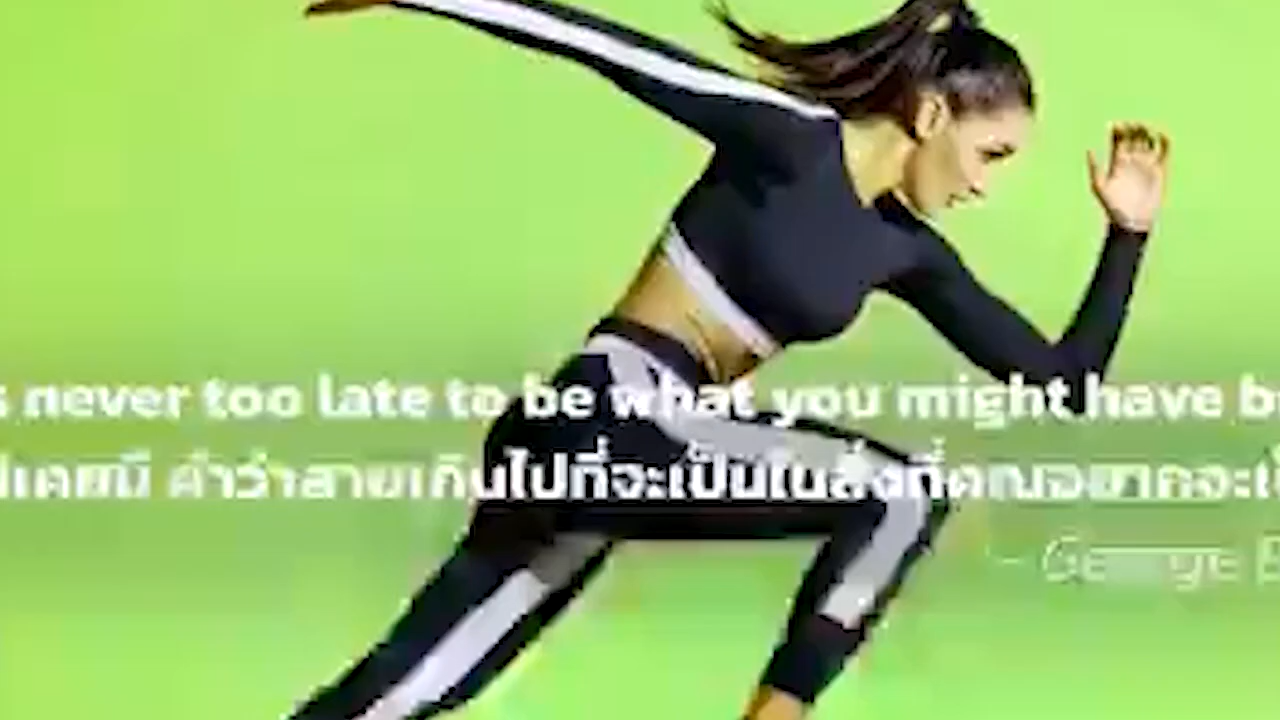 never too late to be what you might have
คำว่าสายเกินไปที่จะเป็นในสิ่งที่คุณอยากจะ
- George